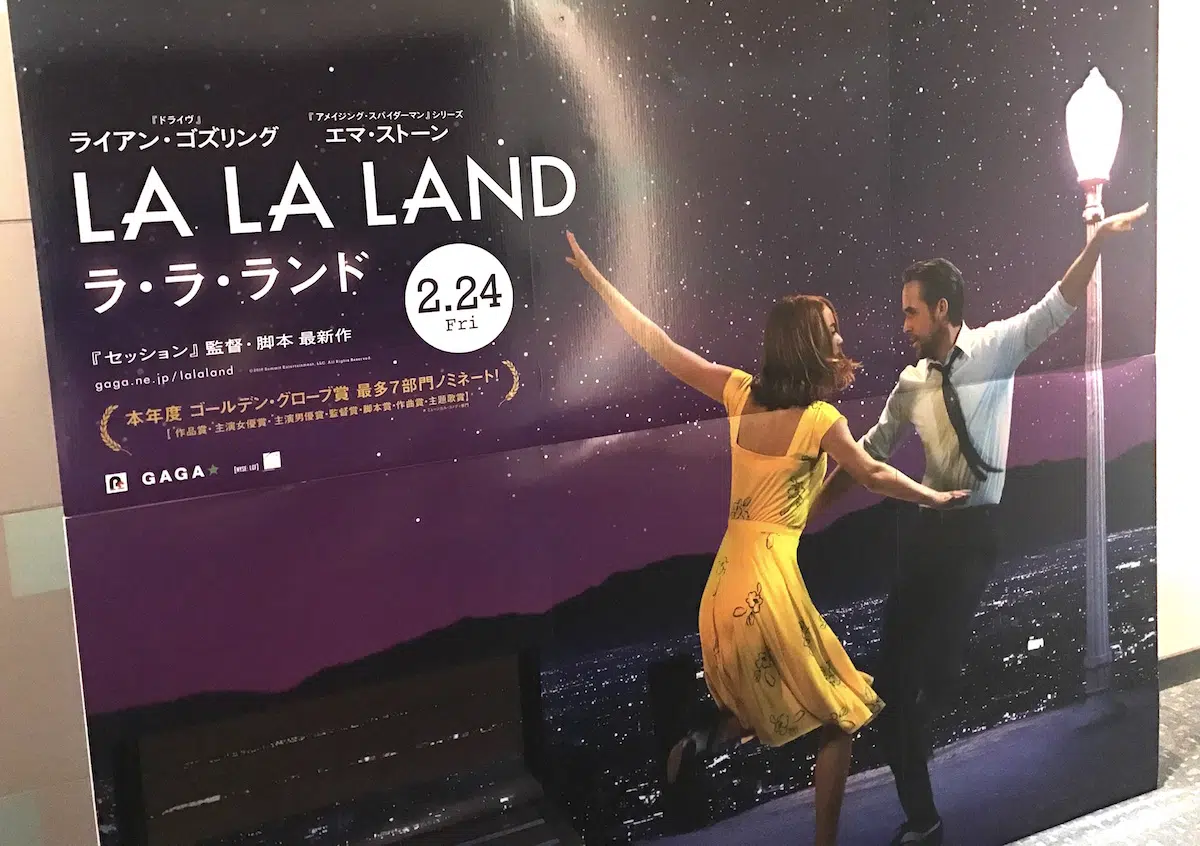 『ドライヴ』 『アメイジング・スパイダーマン』シリーズ
ライアン・ゴズリング エマ・ストーン
LA LA LAND
ラ・ラ・ランド
2.24
Fri
『セッション』監督・脚本 最新作
gaga.ne.jp/lalaland
本年度 ゴールデン・グローブ賞 最多7部門ノミネート!
【作品賞・主演女優賞・主演男優賞・監督賞・脚本賞・作曲賞・主題歌賞】
GAGA★